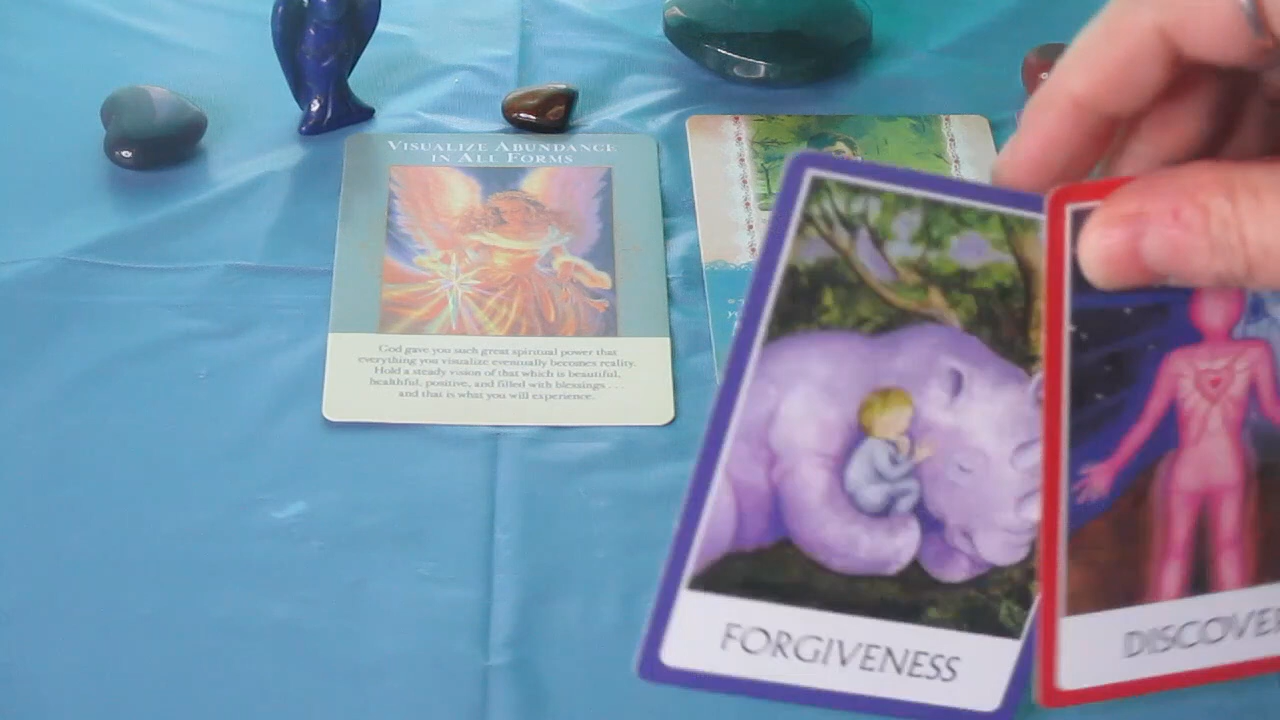 VISUALIZE ABUNDANCE
IN ALL FORMS
God gave you such great spiritual power that
everything you visualize eventually becomes reality.
Hold a steady vision of that which is beautiful,
healthful, positive, and filled with blessings . . .
and that is what you will experience.
FORGIVENESS
DISCOVE